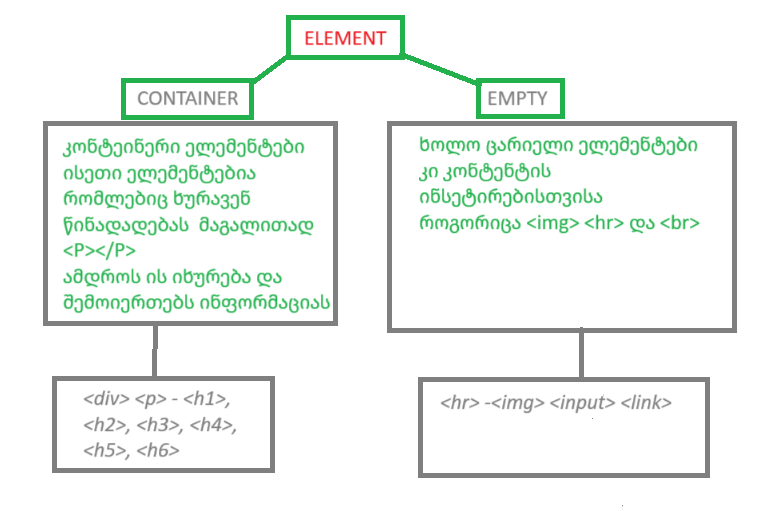 ELEMENT
CONTAINER
EMPTY
კონტეინერი ელემენტები
ისეთი ელემენტებია
რომლებიც ხურავენ
წინადადებას მაგალითად
<P></P>
ამდროს ის იხურება და
შემოიერთებს ინფორმაციას
ხოლო ცარიელი ელემენტები
კი კონტენტის
ინსეტირებისთვისა
როგორიცა <img> <hr> და <br>
<div> <p> - <h1>,
<h2>, <h3>, <h4>,
<h5>, <h6>
<hr> -<img> <input> <link>